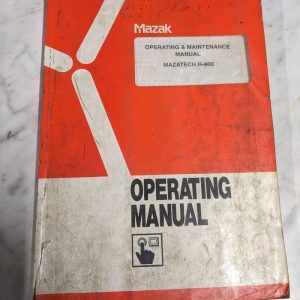 Mazak
OPERATING & MAINTENANCE
MANUAL
MAZATECH H-800
OPERATING
MANUAL